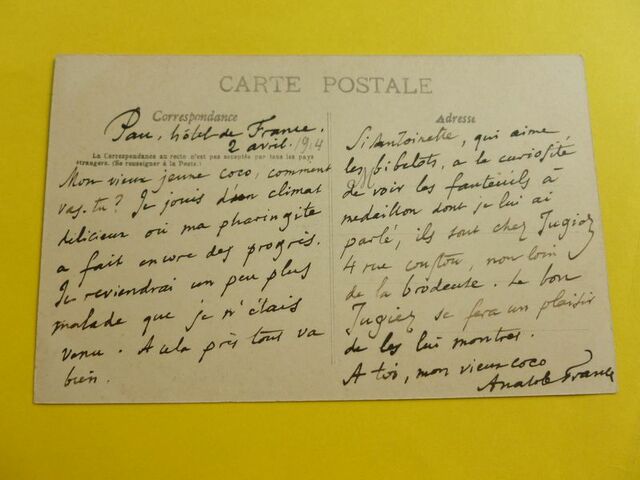 CARTE POSTALE
Correspondance
Pau, hôtel de France.
2 avril. 1914
La Correspondance au recto n'est pas acceptée par tous les pays
étrangers. (Se renseigner à la Poste.)
Mon vieux jeune coco, comment
vas-tu? Je jouis d'un climat
délicieux où ma pharingite
a fait encore des progrès.
Je reviendrai un peu plus
malade que je n'étais
venu. A cela près tout va
bien.
Adresse
Si Antoinette, qui aime
les bibelots, a la curiosité
de voir les fauteuils à
medaillon dont je lui ai
parlé, ils sont chez
4 rue coustou, non loin
de la brodeuse. Le bon
se fera un plaisir
de les lui montrer.
A toi, mon vieux coco
Anatole France